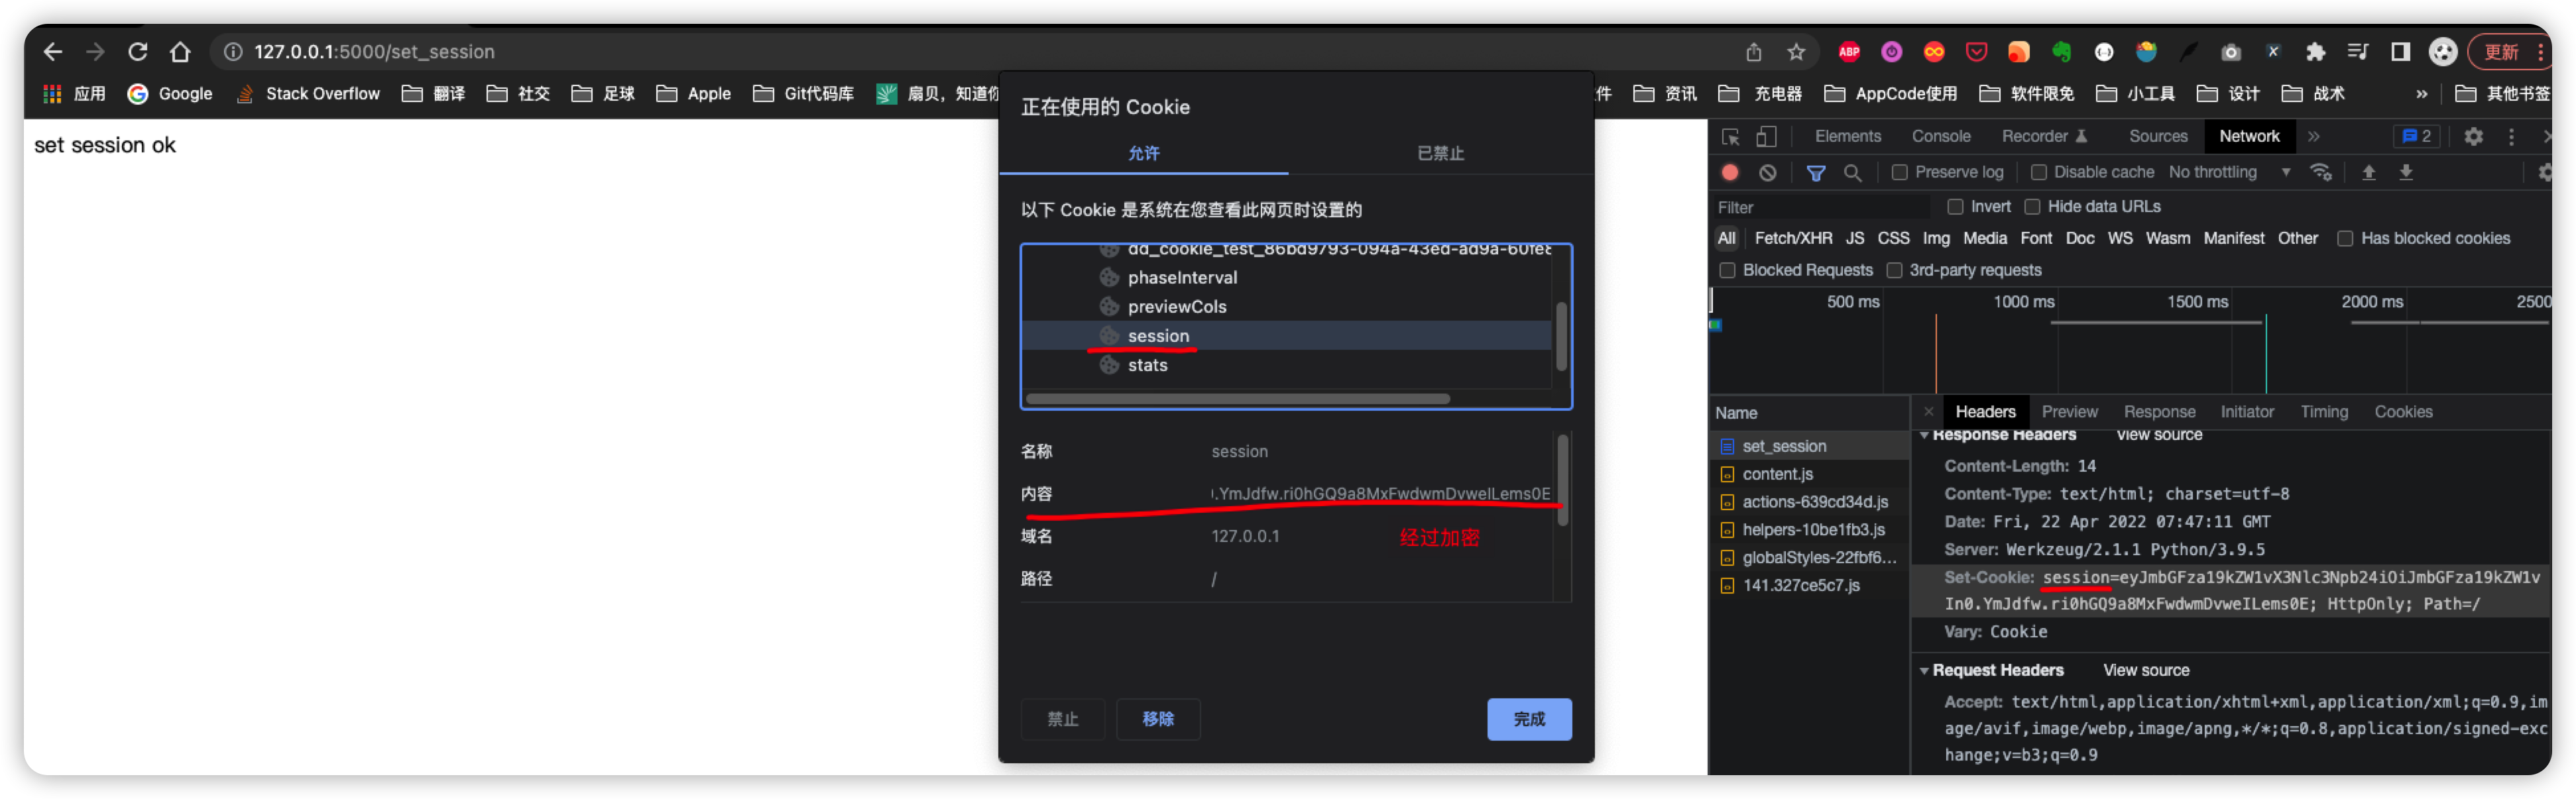 127.0.0.1:5000/set_session
ABP
更新
应用 Google Stack Overflow 翻译 社交 足球 Apple Git代码库 扇贝，知道你
件 资讯 充电器 AppCode使用 软件限免 小工具 设计 战术 » 其他书签
set session ok
正在使用的 Cookie
允许 已禁止
以下 Cookie 是系统在您查看此网页时设置的
dd_cookie_test_86bd9793-094a-43ed-ad9a-60fe8
phaseInterval
previewCols
session
stats
名称 session
内容 .YmJdfw.ri0hGQ9a8MxFwdwmDvweILems0E
域名 127.0.0.1
经过加密
路径 /
禁止 移除 完成
Elements Console Recorder Sources Network » 2
Preserve log Disable cache No throttling
Filter Invert Hide data URLs
All Fetch/XHR JS CSS Img Media Font Doc WS Wasm Manifest Other Has blocked cookies
Blocked Requests 3rd-party requests
500 ms 1000 ms 1500 ms 2000 ms 2500
Name
set_session
content.js
actions-639cd34d.js
helpers-10be1fb3.js
globalStyles-22fbf6...
141.327ce5c7.js
× Headers Preview Response Initiator Timing Cookies
Response Headers View source
Content-Length: 14
Content-Type: text/html; charset=utf-8
Date: Fri, 22 Apr 2022 07:47:11 GMT
Server: Werkzeug/2.1.1 Python/3.9.5
Set-Cookie: session=eyJmbGFza19kZW1vX3Nlc3Npb24iOiJmbGFza19kZW1v
In0.YmJdfw.ri0hGQ9a8MxFwdwmDvweILems0E; HttpOnly; Path=/
Vary: Cookie
Request Headers View source
Accept: text/html,application/xhtml+xml,application/xml;q=0.9,im
age/avif,image/webp,image/apng,*/*;q=0.8,application/signed-exc
hange;v=b3;q=0.9